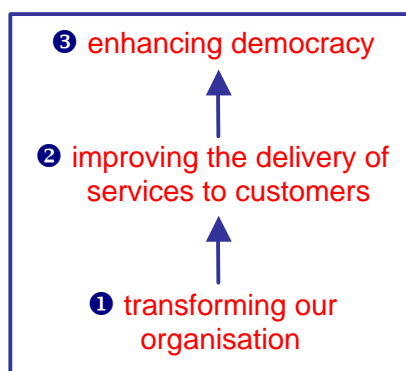 ❸ enhancing democracy
❷ improving the delivery of
services to customers
❶ transforming our
organisation